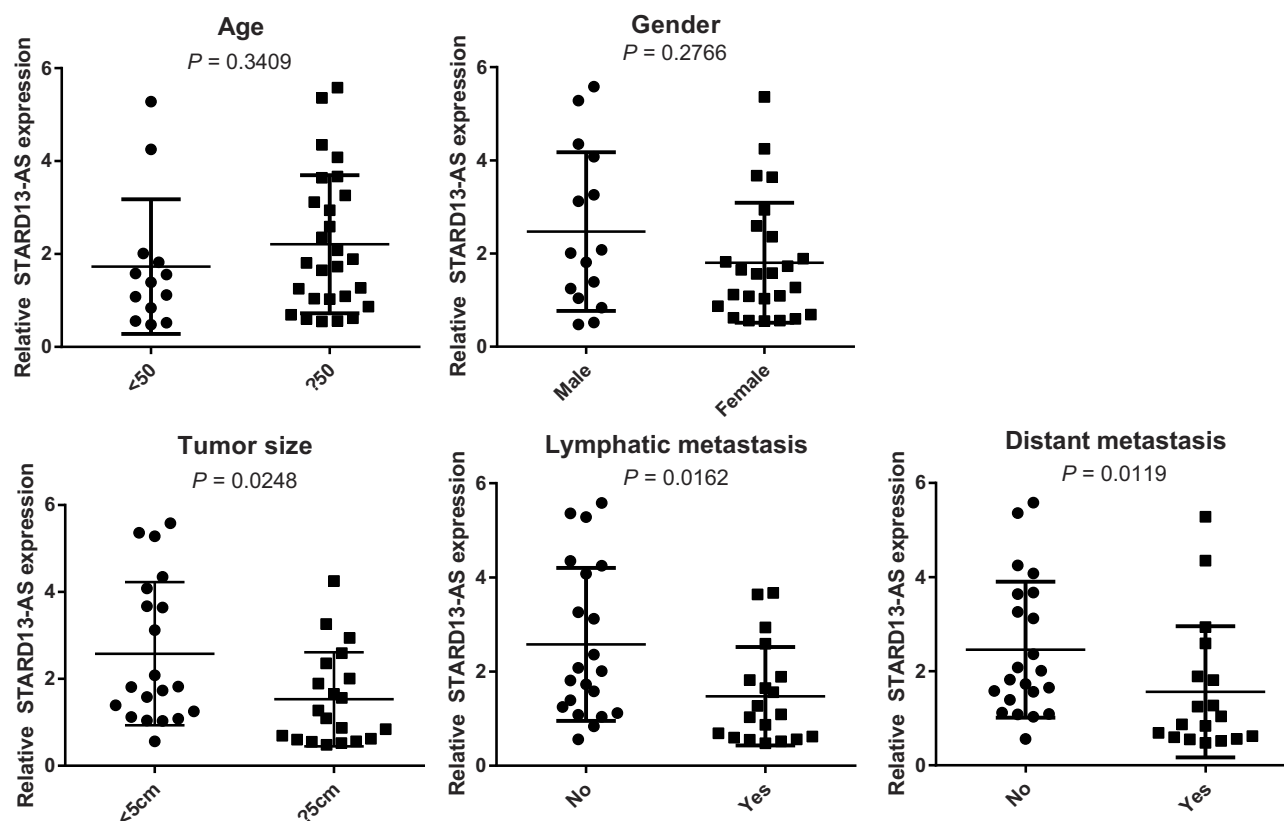 Age
P = 0.3409
Relative STARD13-AS expression
6
4
2
0
<50
?50
Gender
P = 0.2766
Relative STARD13-AS expression
6
4
2
0
Male
Female
Tumor size
P = 0.0248
Relative STARD13-AS expression
6
4
2
0
<5cm
?5cm
Lymphatic metastasis
P = 0.0162
Relative STARD13-AS expression
6
4
2
0
No
Yes
Distant metastasis
P = 0.0119
Relative STARD13-AS expression
6
4
2
0
No
Yes